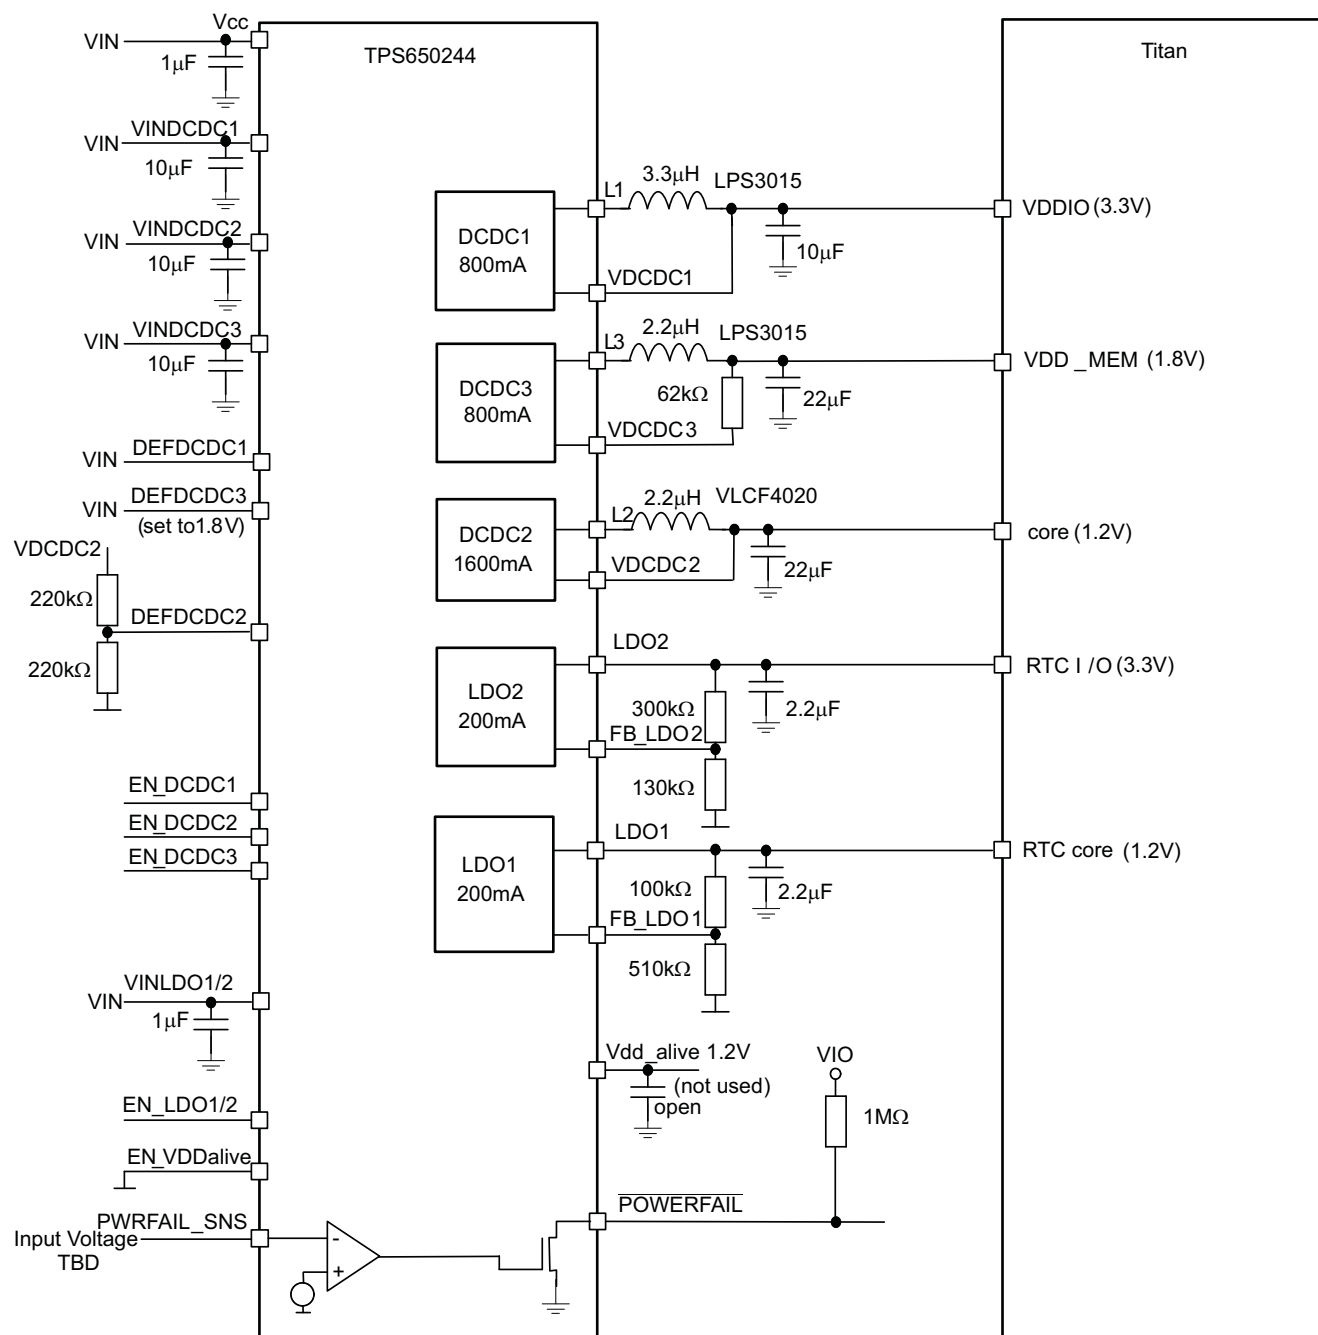 Vcc
VIN
1μF
TPS650244
Titan
VINDCDC1
VIN
10μF
VINDCDC2
VIN
10μF
VINDCDC3
VIN
10μF
DEFDCDC1
VIN
DEFDCDC3
VIN
(set to1.8V)
VDCDC2
220kΩ
DEFDCDC2
220kΩ
EN_DCDC1
EN_DCDC2
EN_DCDC3
VINLDO1/2
VIN
1μF
EN_LDO1/2
EN_VDDalive
PWRFAIL_SNS
Input Voltage
TBD
-
+
DCDC1
800mA
L1
3.3μH
LPS3015
VDCDC1
10μF
VDDIO (3.3V)
DCDC3
800mA
L3
2.2μH
LPS3015
62kΩ
VDCDC3
22μF
VDD_MEM (1.8V)
DCDC2
1600mA
L2
2.2μH
VLCF4020
VDCDC2
22μF
core (1.2V)
LDO2
200mA
LDO2
300kΩ
FB_LDO2
130kΩ
2.2μF
RTC I/O (3.3V)
LDO1
200mA
LDO1
100kΩ
FB_LDO1
510kΩ
2.2μF
RTC core (1.2V)
Vdd_alive 1.2V
(not used)
open
VIO
1MΩ
POWERFAIL